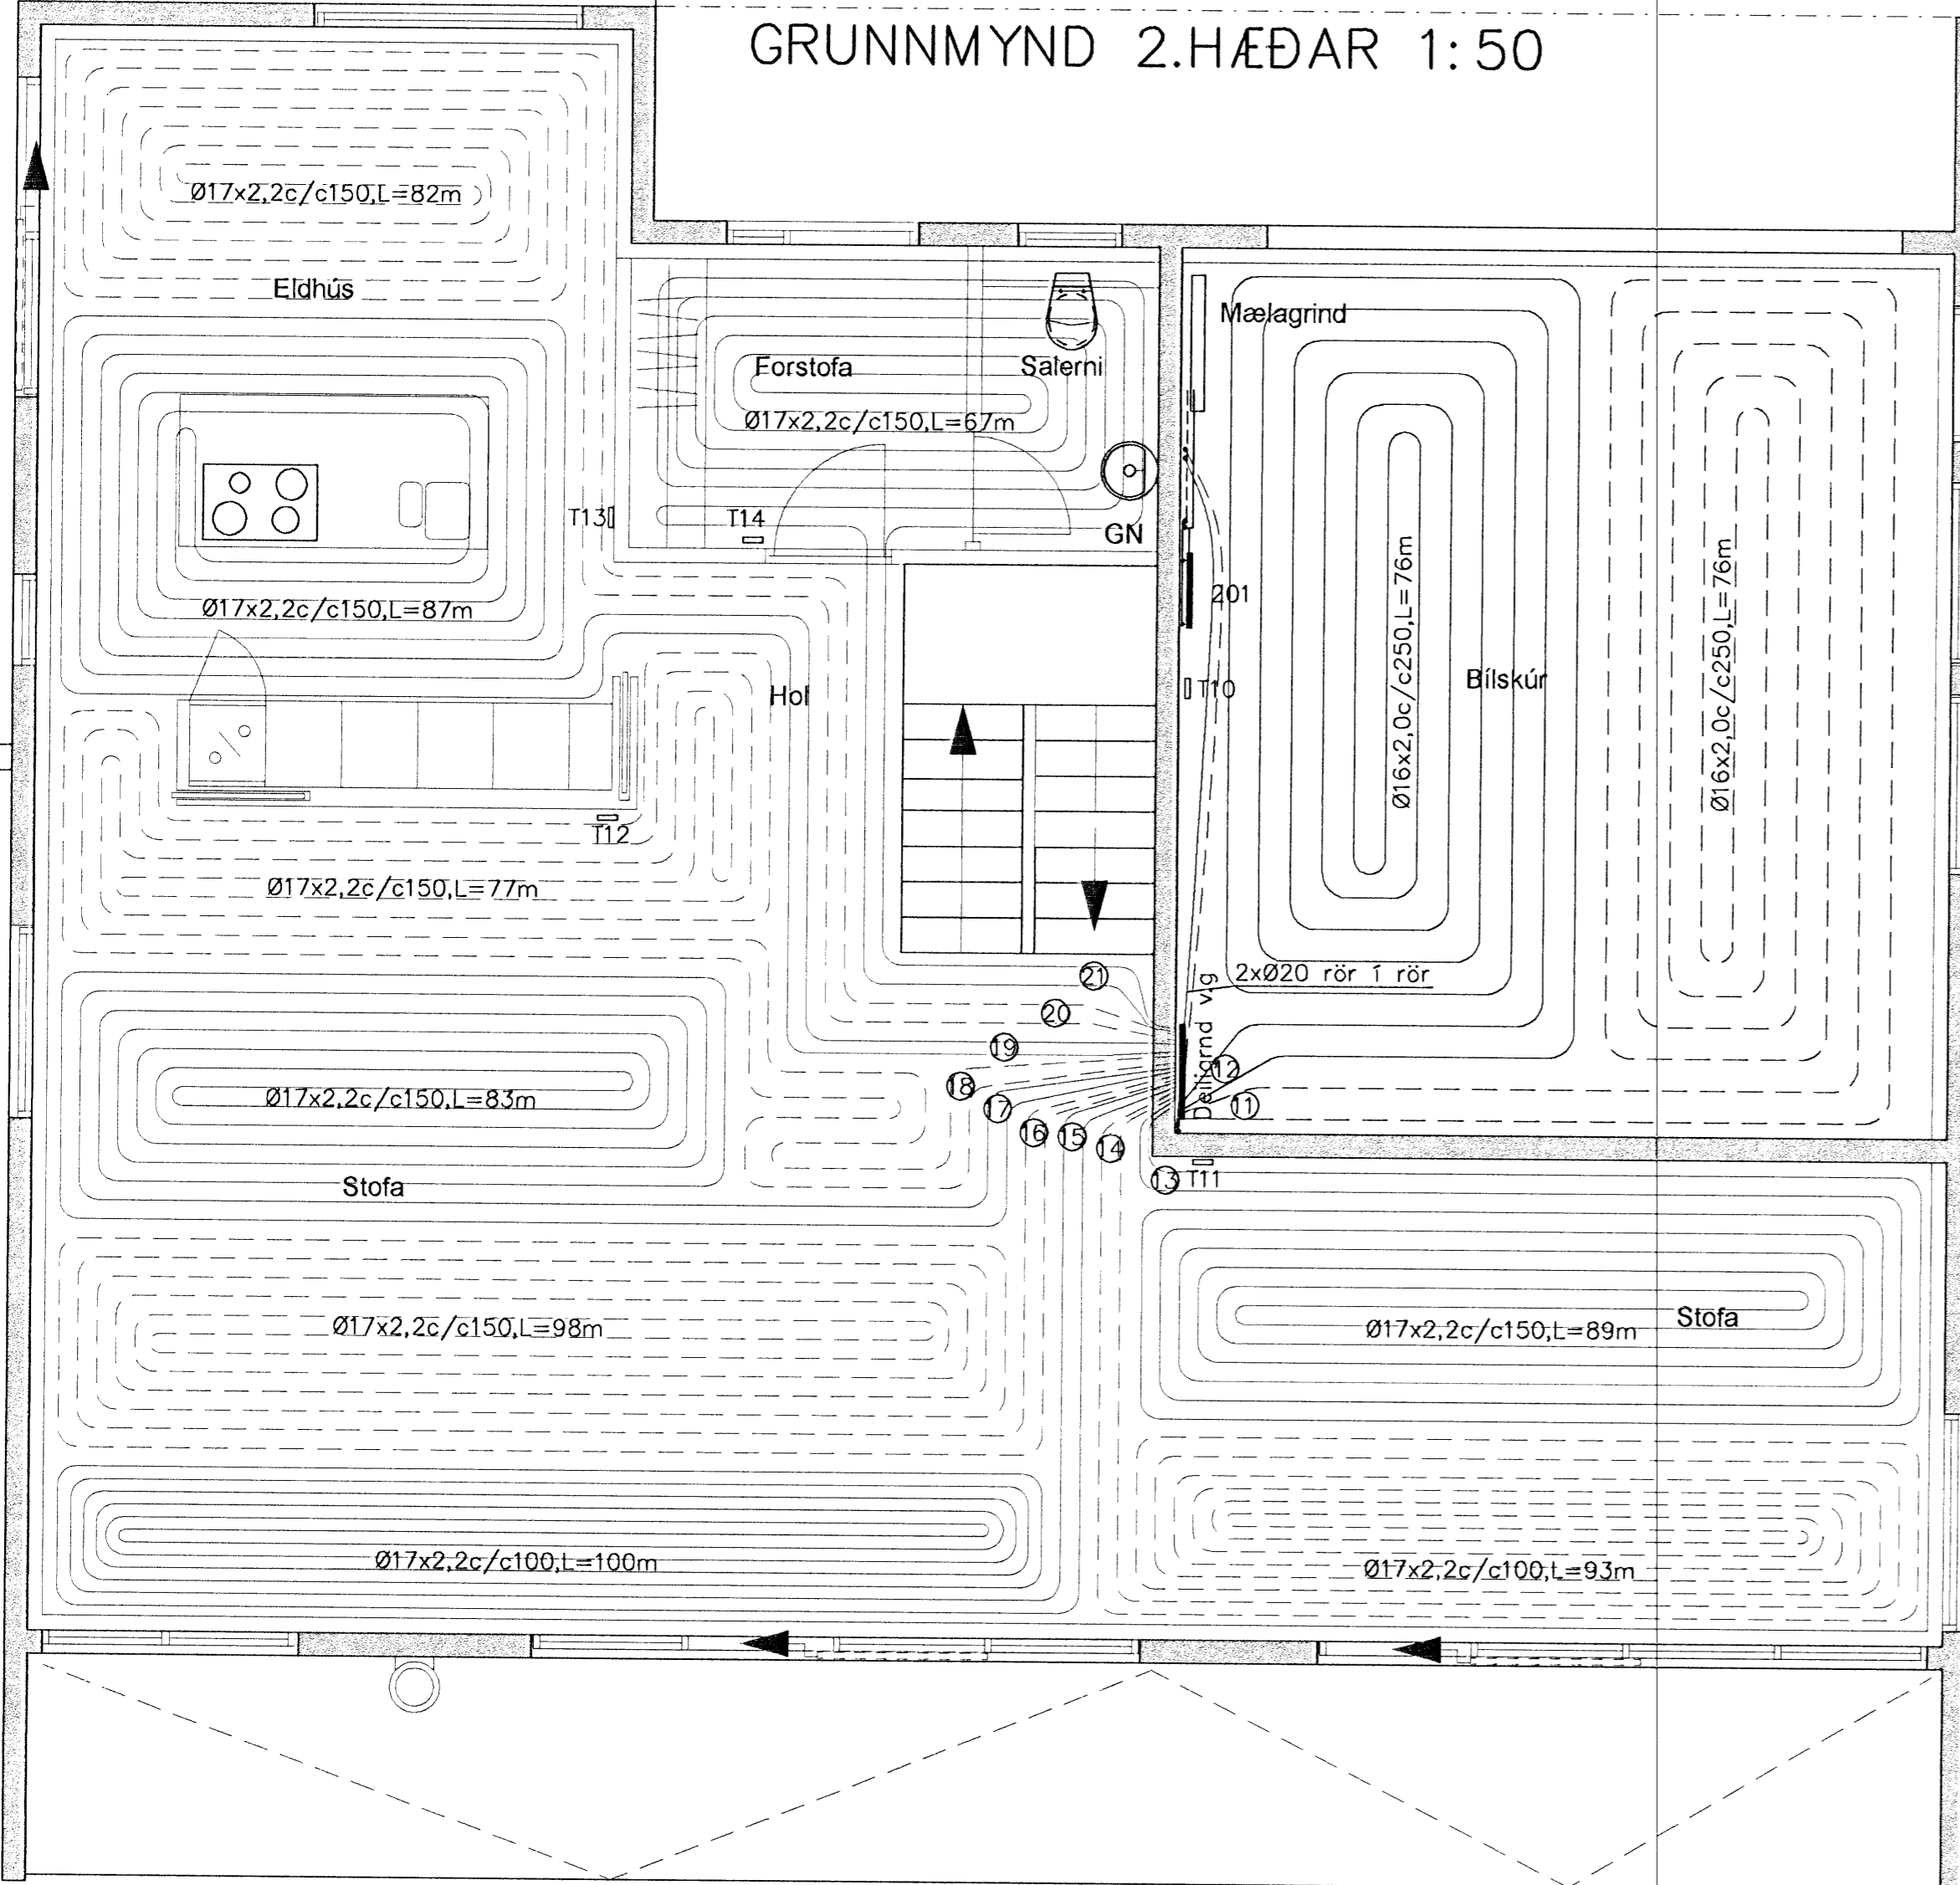 GRUNNMYND 2.HÆÐAR 1:50
Ø17x2,2c/c150,L=82m
Eldhús
Mælagrind
Forstofa
Salerni
Ø17x2,2c/c150,L=67m
T13
T14
GN
Ø17x2,2c/c150,L=87m
201
Ø16x2,0c/c250,L=76m
Bílskúr
Ø16x2,0c/c250,L=76m
T10
Hol
T12
Ø17x2,2c/c150,L=77m
2xØ20 rör í rör
21
20
19
18
17
16
15
14
13
12
11
T11
Ø17x2,2c/c150,L=83m
Stofa
Ø17x2,2c/c150,L=98m
Ø17x2,2c/c150,L=89m
Stofa
Ø17x2,2c/c100,L=100m
Ø17x2,2c/c100,L=93m